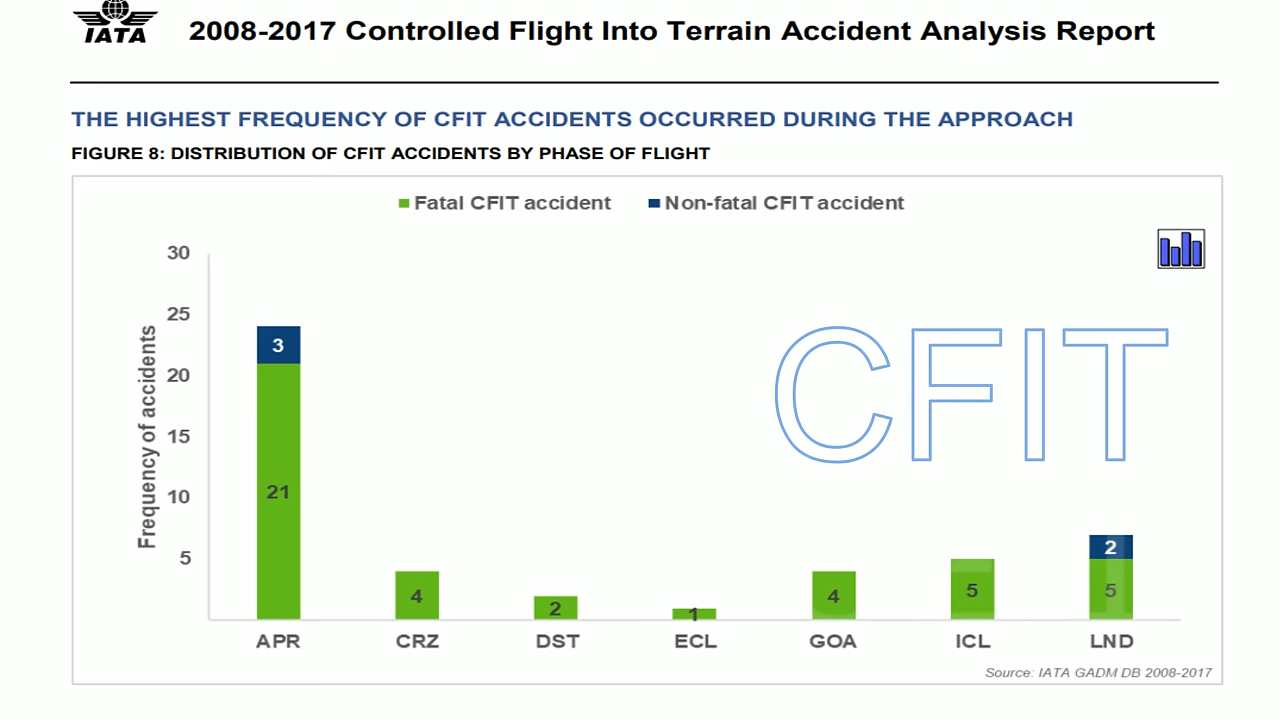 IATA
2008-2017 Controlled Flight Into Terrain Accident Analysis Report
THE HIGHEST FREQUENCY OF CFIT ACCIDENTS OCCURRED DURING THE APPROACH
FIGURE 8: DISTRIBUTION OF CFIT ACCIDENTS BY PHASE OF FLIGHT
Fatal CFIT accident Non-fatal CFIT accident
Frequency of accidents
30
25
20
15
10
5
3
21
4
2
1
4
5
2
5
CFIT
APR CRZ DST ECL GOA ICL LND
Source: IATA GADM DB 2008-2017